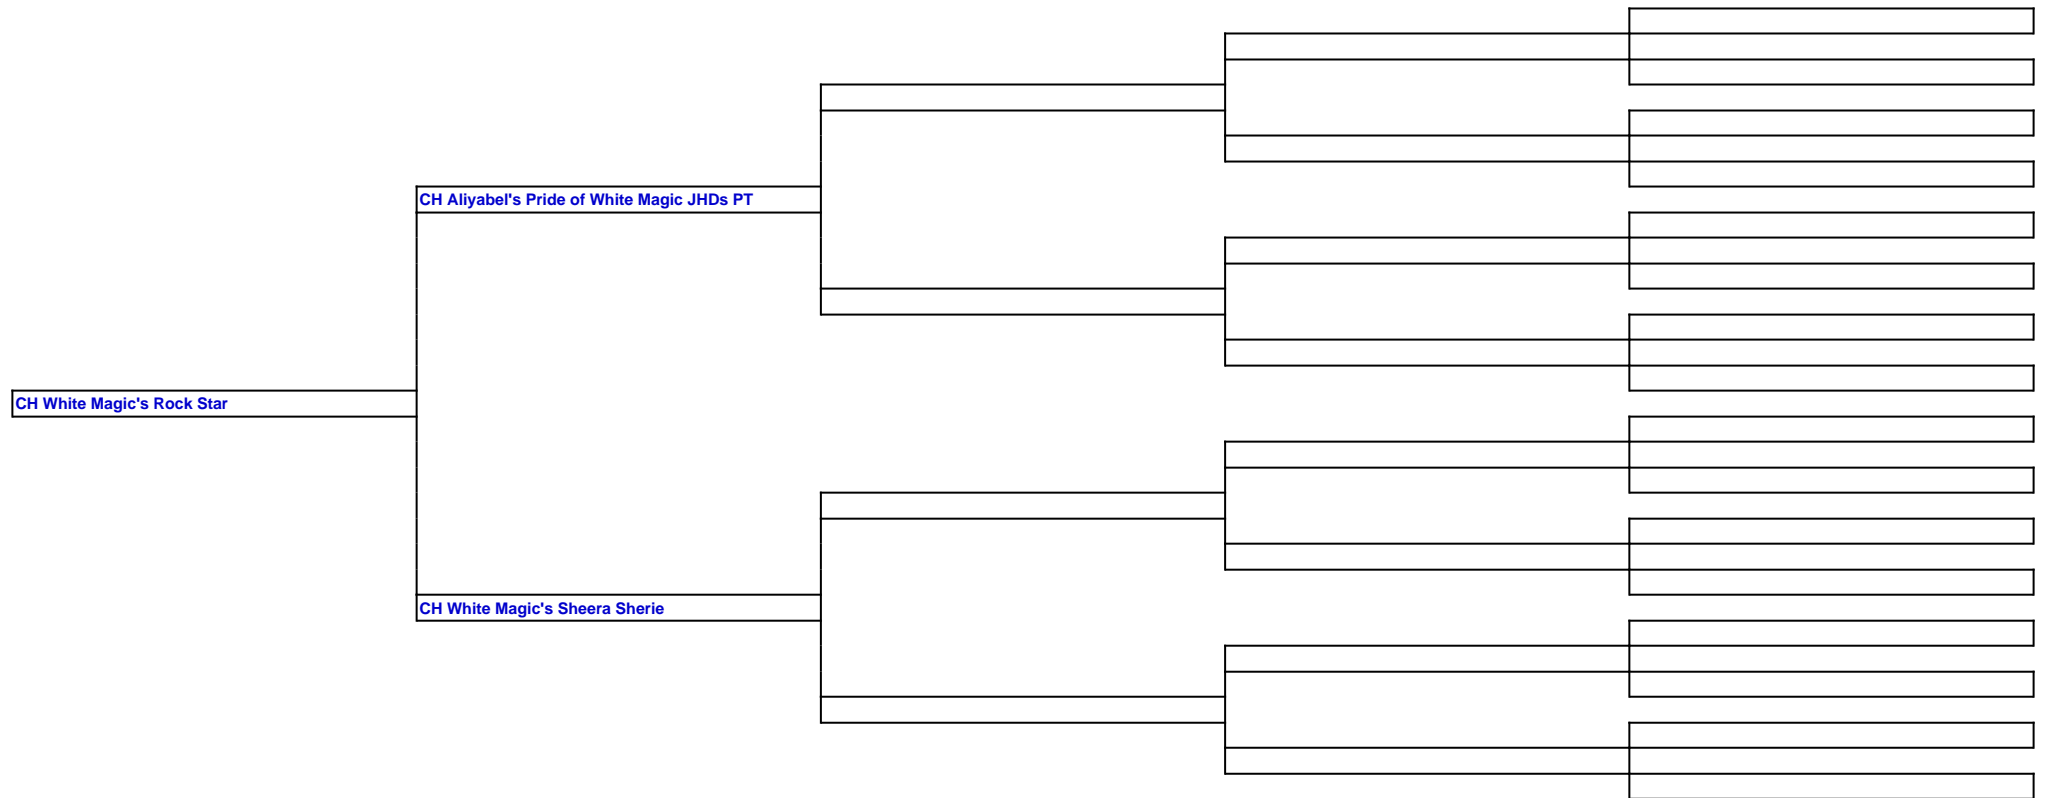 CH Aliyabel's Pride of White Magic JHDs PT
CH White Magic's Rock Star
CH White Magic's Sheera Sherie